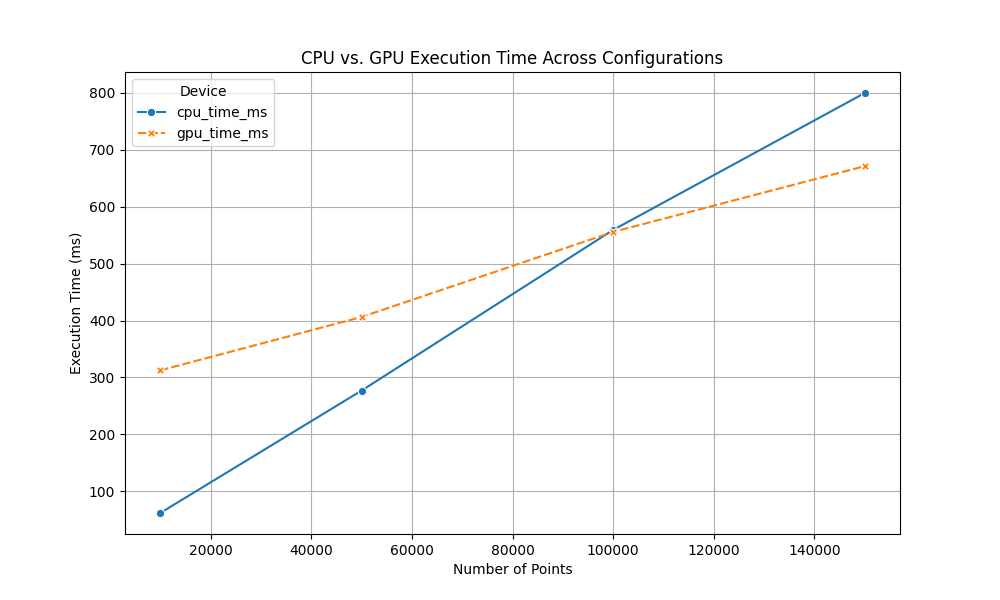 CPU vs. GPU Execution Time Across Configurations
Device
cpu_time_ms
gpu_time_ms
800
700
600
500
400
300
200
100
Execution Time (ms)
20000 40000 60000 80000 100000 120000 140000
Number of Points